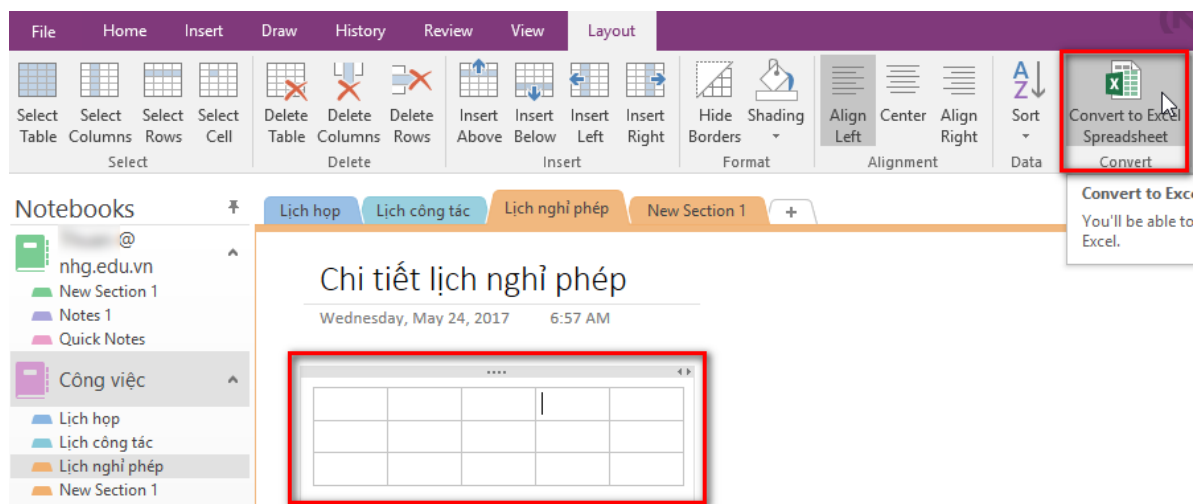 File Home Insert Draw History Review View Layout
Select Table
Select Columns
Select Rows
Select Cell
Select
Delete Table
Delete Columns
Delete Rows
Delete
Insert Above
Insert Below
Insert Left
Insert Right
Insert
Hide Borders
Shading
Format
Align Left
Center
Align Right
Alignment
A
Z
Sort
Data
Convert to Excel
Spreadsheet
Convert
Convert to Exce
You'll be able to
Excel.
Notebooks
Lịch họp Lịch công tác Lịch nghỉ phép New Section 1 +
@
nhg.edu.vn
New Section 1
Notes 1
Quick Notes
Công việc
Lịch họp
Lịch công tác
Lịch nghỉ phép
New Section 1
Chi tiết lịch nghỉ phép
Wednesday, May 24, 2017 6:57 AM